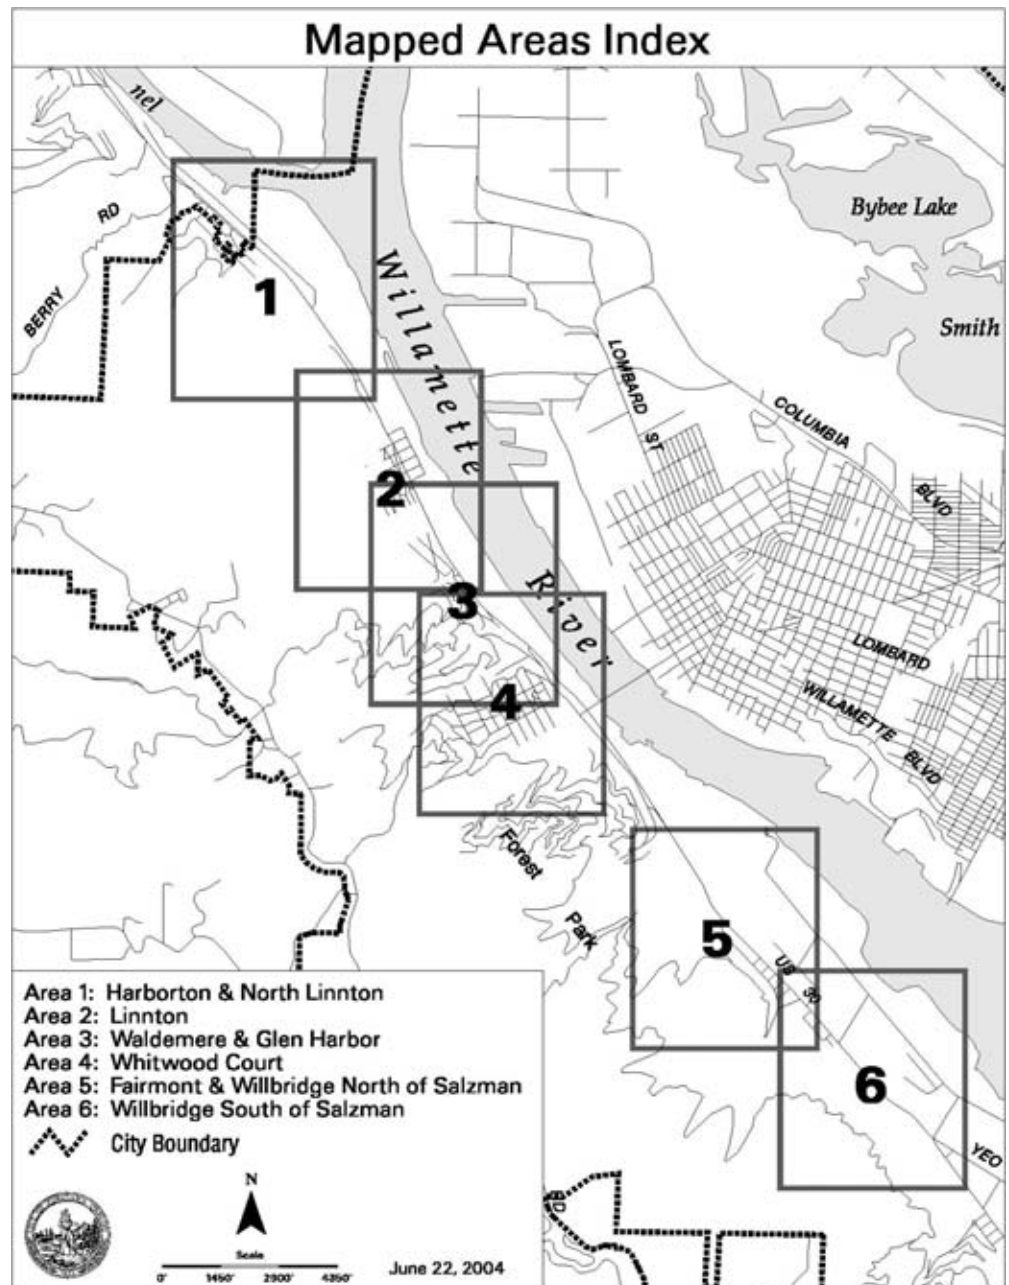 Mapped Areas Index
nel
BERRY RD
Bybee Lake
Smith
1
Willamette River
LOMBARD ST
COLUMBIA BLVD
2
3
LOMBARD
4
WILLAMETTE BLVD
Forest Park
5
US 30
6
YEO
RD
Area 1: Harborton & North Linnton
Area 2: Linnton
Area 3: Waldemere & Glen Harbor
Area 4: Whitwood Court
Area 5: Fairmont & Willbridge North of Salzman
Area 6: Willbridge South of Salzman
City Boundary
N
Scale
0' 1450' 2900' 4350'
June 22, 2004